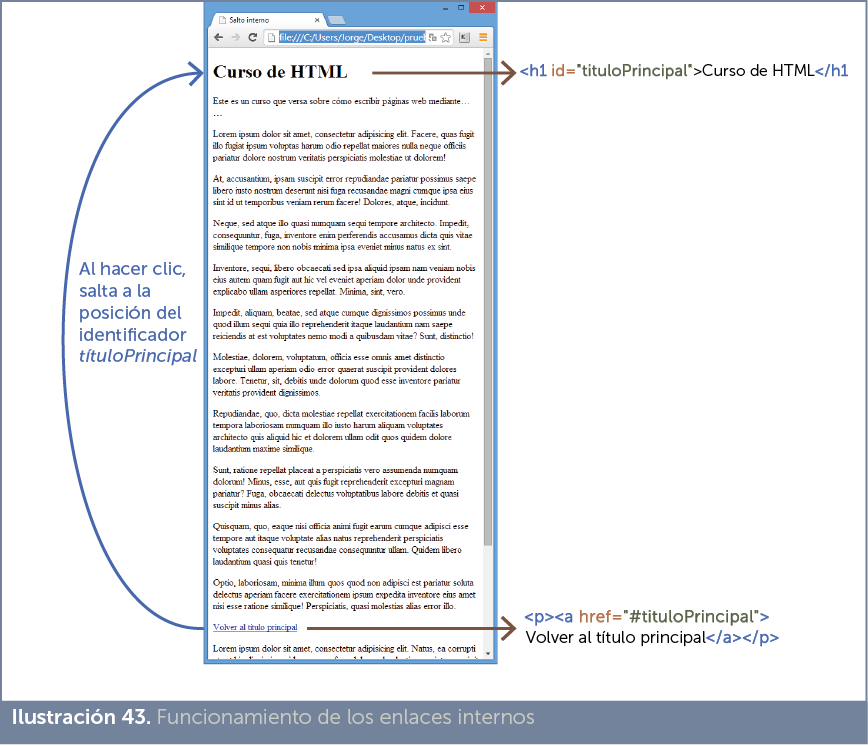 Salto interno
file:///C:/Users/Jorge/Desktop/prueb
Curso de HTML
<h1 id="tituloPrincipal">Curso de HTML</h1
Este es un curso que versa sobre cómo escribir páginas web mediante…
…
Lorem ipsum dolor sit amet, consectetur adipisicing elit. Facere, quas fugit
illo fugiat ipsum voluptas harum odio repellat maiores nulla neque officiis
pariatur dolore nostrum veritatis perspiciatis molestiae ut dolorem!
At, accusantium, ipsam suscipit error repudiandae pariatur possimus saepe
libero iusto nostrum deserunt nisi fuga recusandae magni cumque ipsa eius
sint id ut temporibus veniam rerum facere! Dolores, atque, incidunt.
Neque, sed atque illo quasi numquam sequi tempore architecto. Impedit,
consequuntur, fuga, inventore enim perferendis accusamus dicta quis vitae
similique tempore non nobis minima ipsa eveniet minus natus ex sint.
Inventore, sequi, libero obcaecati sed ipsa aliquid ipsam nam veniam nobis
eius autem quam fugit aut hic vel eveniet aperiam dolor unde provident
explicabo ullam asperiores repellat. Minima, sint, vero.
Al hacer clic,
salta a la
posición del
identificador
títuloPrincipal
Impedit, aliquam, beatae, sed atque cumque dignissimos possimus unde
quod illum sequi quia illo reprehenderit itaque laudantium nam saepe
reiciendis at est voluptates nemo modi a quibusdam vitae? Sunt, distinctio!
Molestiae, dolorem, voluptatum, officia esse omnis amet distinctio
excepturi ullam aperiam odio error quaerat suscipit provident dolores
labore. Tenetur, sit, debitis unde dolorum quod esse inventore pariatur
veritatis provident dignissimos.
Repudiandae, quo, dicta molestiae repellat exercitationem facilis laborum
tempora laboriosam numquam illo iusto harum aliquam voluptates
architecto quis aliquid hic et dolorem ullam odit quos quidem dolore
laudantium maxime similique.
Sunt, ratione repellat placeat a perspiciatis vero assumenda numquam
dolorum! Minus, esse, aut quis fugit reprehenderit excepturi magnam
pariatur? Fuga, obcaecati delectus voluptatibus labore debitis et quasi
suscipit minus alias.
Quisquam, quo, eaque nisi officia animi fugit earum cumque adipisci esse
tempore aut itaque voluptate alias natus reprehenderit perspiciatis
voluptates consequatur recusandae consequuntur ullam. Quidem libero
laudantium quasi quis tenetur!
Optio, laboriosam, minima illum quos quod non adipisci est pariatur soluta
delectus aperiam facere exercitationem ipsum expedita inventore eius amet
nisi esse ratione similique! Perspiciatis, quasi molestias alias error illo.
Volver al título principal
<p><a href="#tituloPrincipal">
Volver al título principal</a></p>
Lorem ipsum dolor sit amet, consectetur adipisicing elit. Natus, ea corrupti
Ilustración 43. Funcionamiento de los enlaces internos